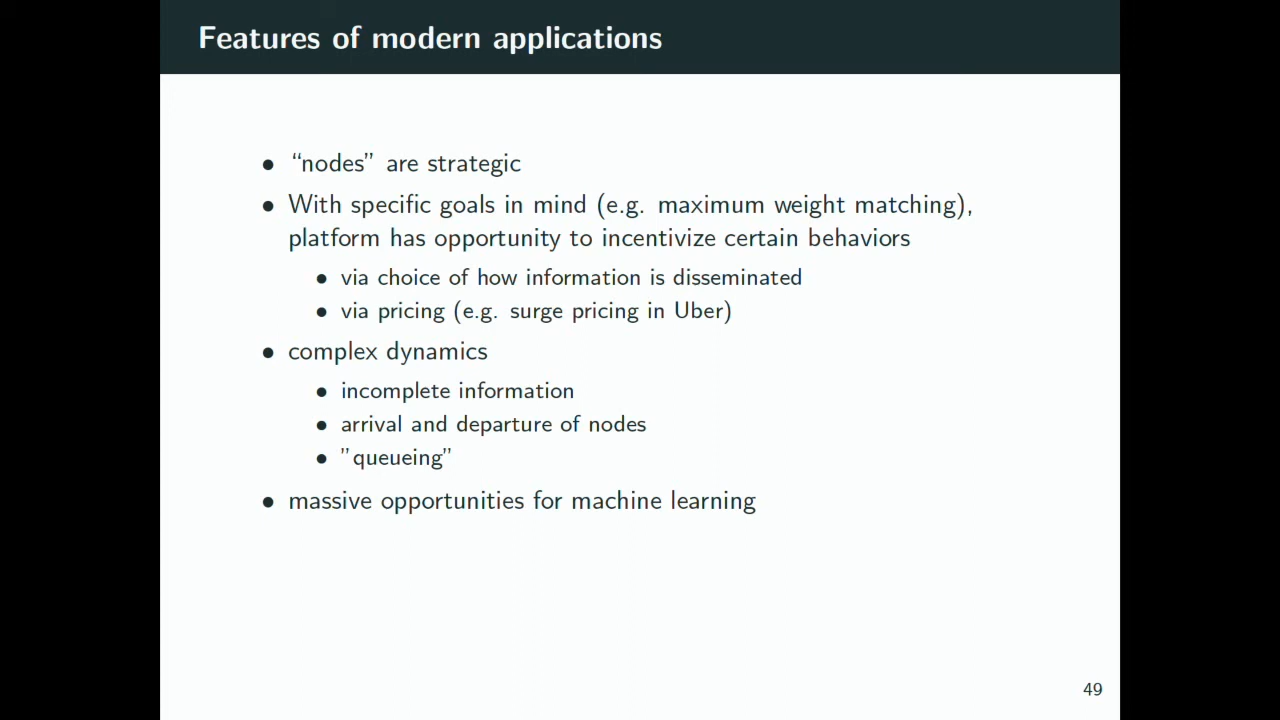 Features of modern applications
• “nodes” are strategic
• With specific goals in mind (e.g. maximum weight matching),
platform has opportunity to incentivize certain behaviors
• via choice of how information is disseminated
• via pricing (e.g. surge pricing in Uber)
• complex dynamics
• incomplete information
• arrival and departure of nodes
• ”queueing”
• massive opportunities for machine learning
49